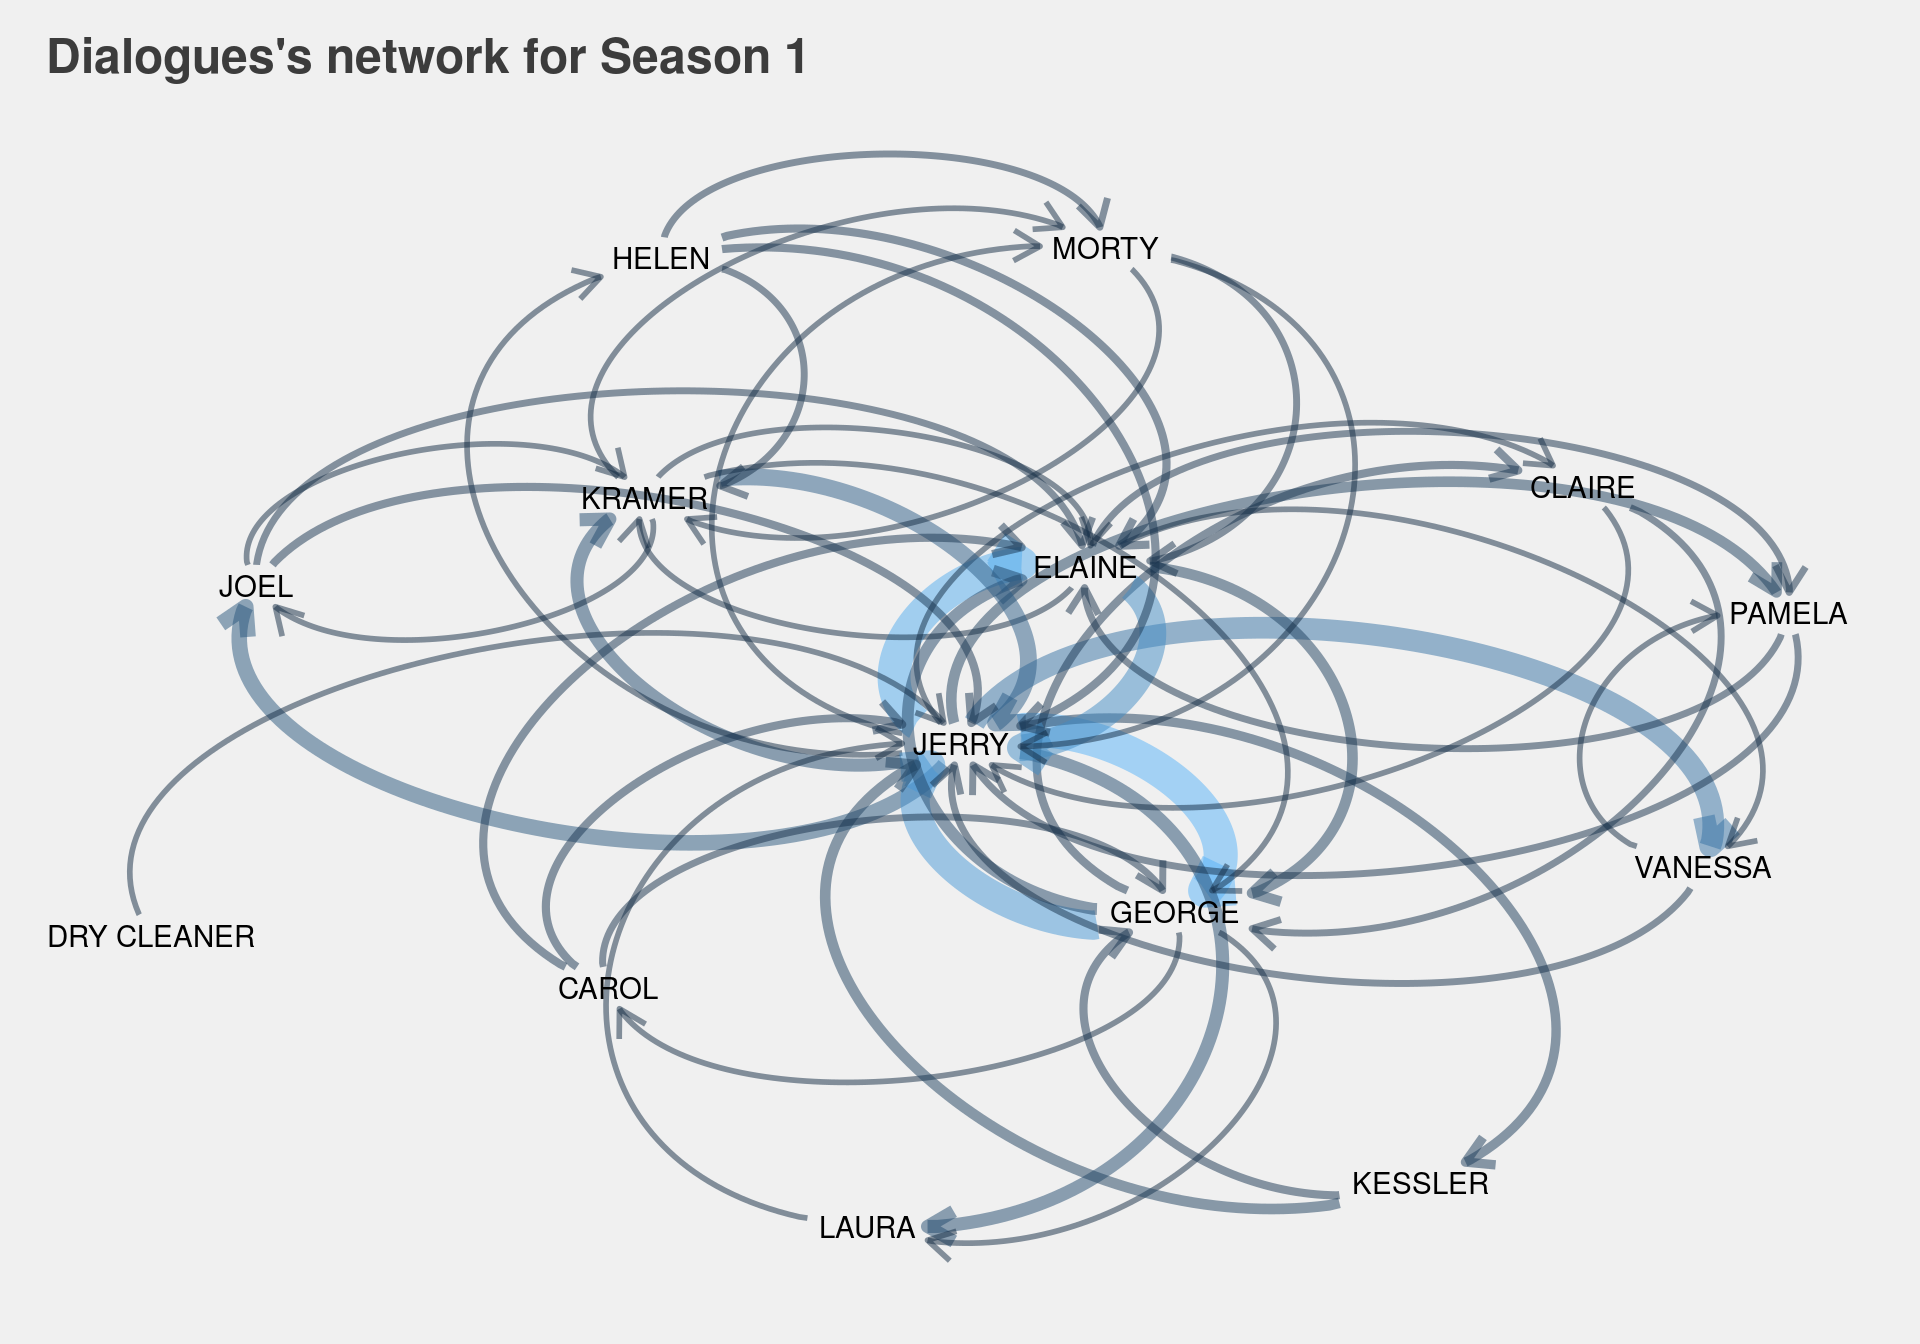 Dialogues's network for Season 1
HELEN
MORTY
KRAMER
CLAIRE
ELAINE
JOEL
PAMELA
JERRY
VANESSA
GEORGE
DRY CLEANER
CAROL
KESSLER
LAURA